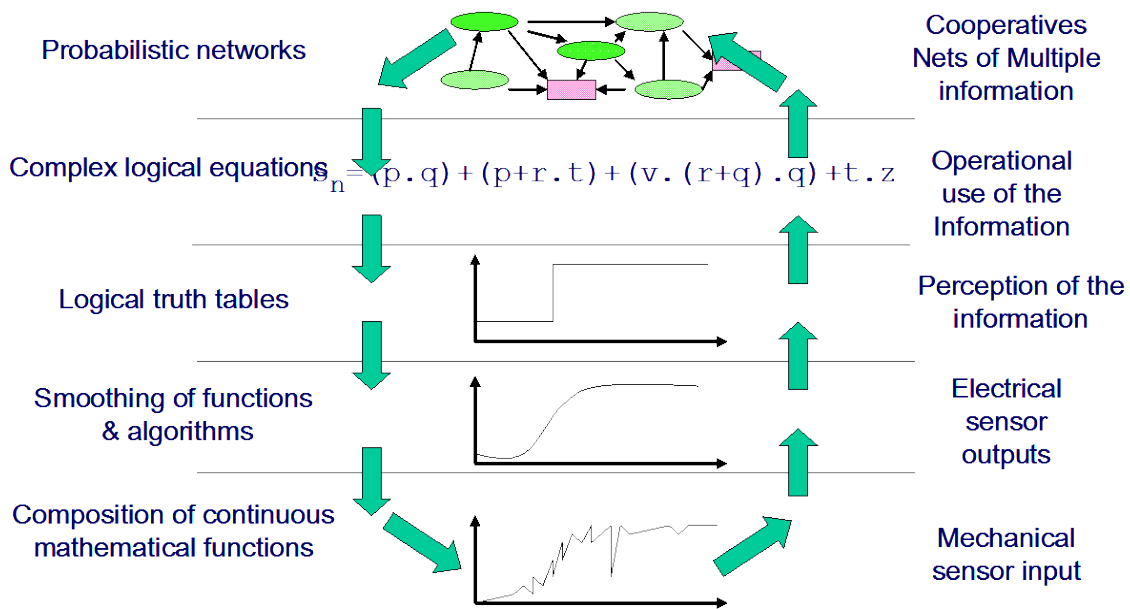 Probabilistic networks
Cooperatives
Nets of Multiple
information
Complex logical equations
sₙ=(p.q)+(p+r.t)+(v.(r+q).q)+t.z
Operational
use of the
Information
Logical truth tables
Perception of the
information
Smoothing of functions
& algorithms
Electrical
sensor
outputs
Composition of continuous
mathematical functions
Mechanical
sensor input